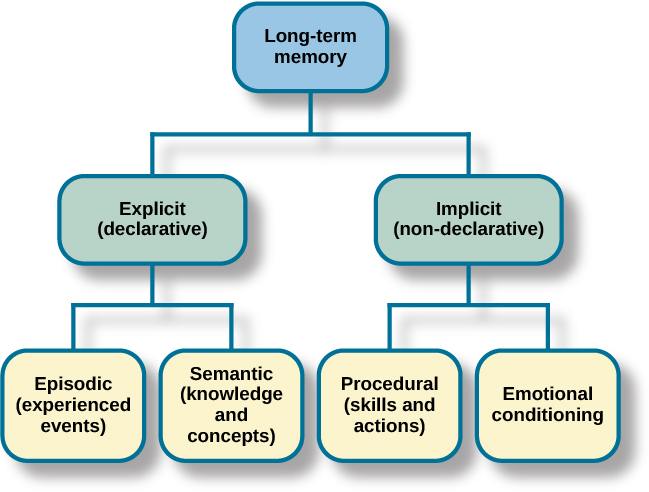 Long-term
memory
Explicit
(declarative)
Implicit
(non-declarative)
Episodic
(experienced
events)
Semantic
(knowledge
and
concepts)
Procedural
(skills and
actions)
Emotional
conditioning